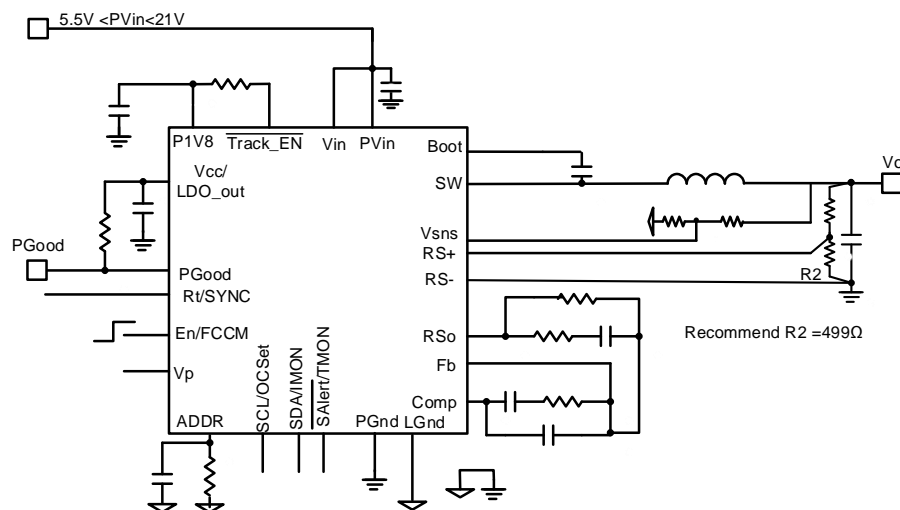 5.5V <PVin<21V
P1V8
Track_EN
Vin
PVin
Boot
Vcc/
LDO_out
SW
Vo
PGood
Vsns
RS+
PGood
RS-
R2
Rt/SYNC
En/FCCM
RSo
Recommend R2 =499Ω
Vp
Fb
Comp
ADDR
SCL/OCSet
SDA/IMON
SAlert/TMON
PGnd
LGnd